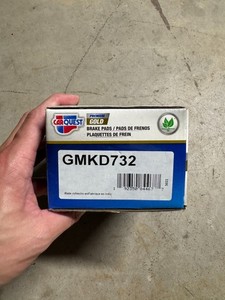 CARQUEST
PREMIUM
GOLD
BRAKE PADS / PADS DE FRENOS
PLAQUETTES DE FREIN
GMKD732